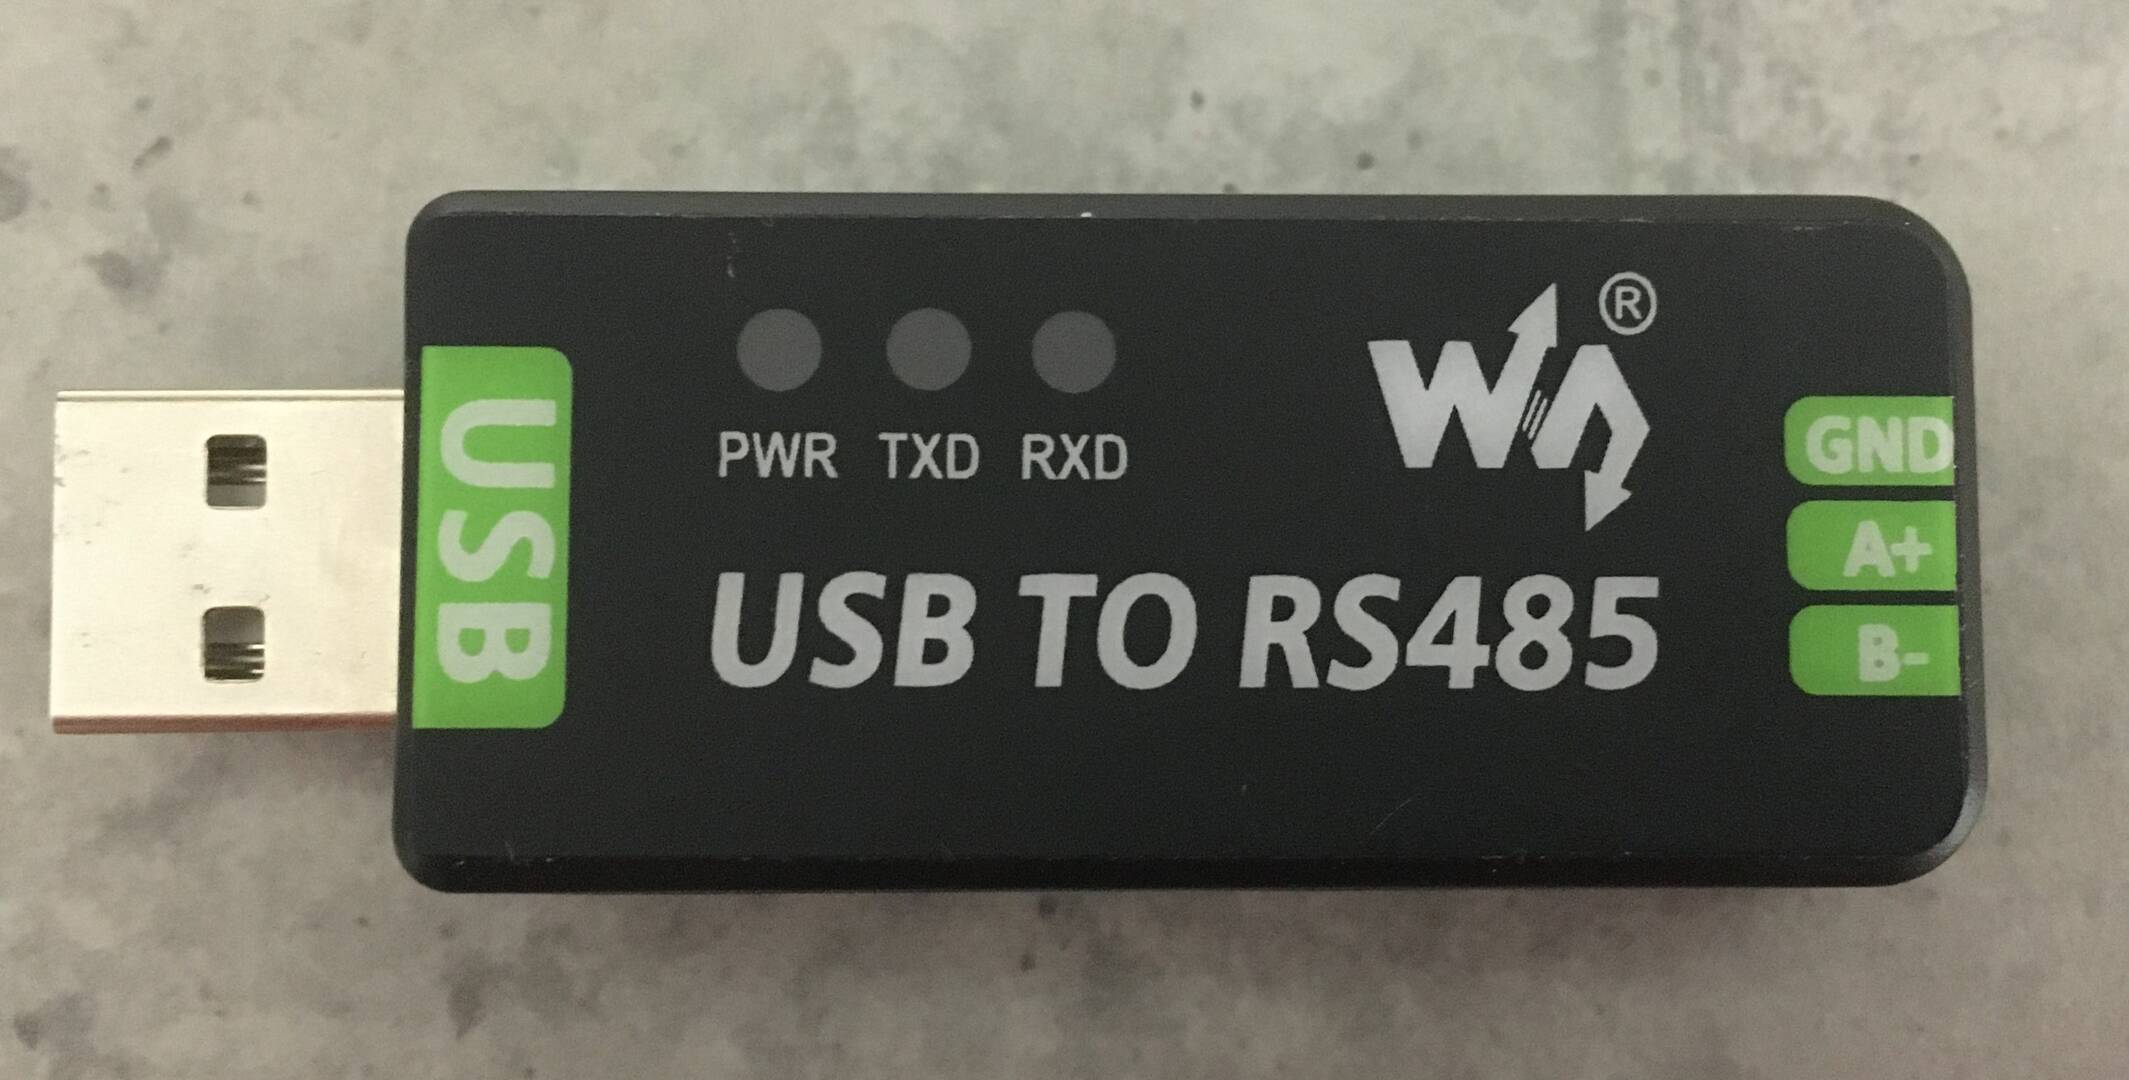 USB
PWR TXD RXD
W ®
USB TO RS485
GND
A+
B-